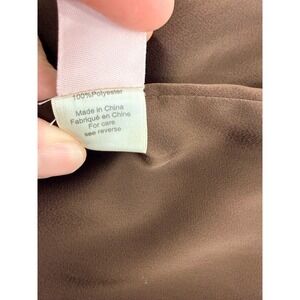 100%Polyester
Made in China
Fabriqué en Chine
For care
see reverse